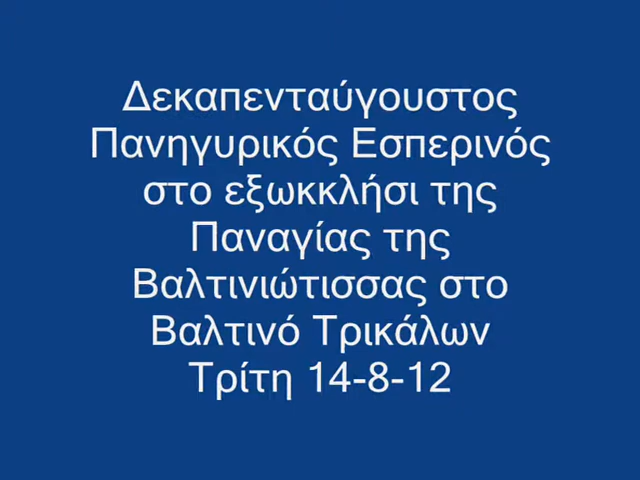 Δεκαπενταύγουστος
Πανηγυρικός Εσπερινός
στο εξωκκλήσι της
Παναγίας της
Βαλτινιώτισσας στο
Βαλτινό Τρικάλων
Τρίτη 14-8-12